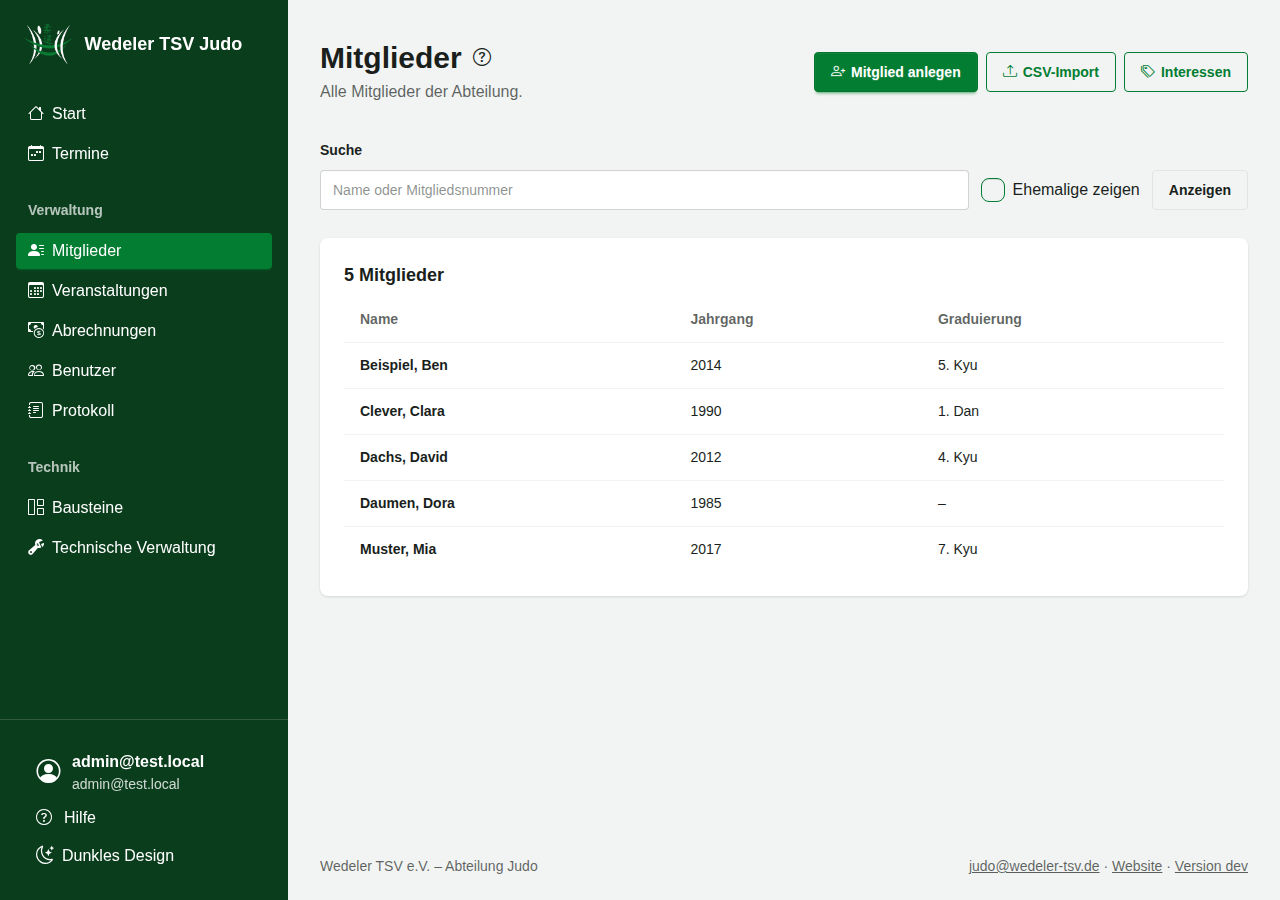 Wedeler TSV Judo
Start
Termine
Verwaltung
Mitglieder
Veranstaltungen
Abrechnungen
Benutzer
Protokoll
Technik
Bausteine
Technische Verwaltung
admin@test.local
admin@test.local
Hilfe
Dunkles Design
Mitglieder
Alle Mitglieder der Abteilung.
Mitglied anlegen CSV-Import Interessen
Suche
Name oder Mitgliedsnummer Ehemalige zeigen Anzeigen
5 Mitglieder
Name Jahrgang Graduierung
Beispiel, Ben 2014 5. Kyu
Clever, Clara 1990 1. Dan
Dachs, David 2012 4. Kyu
Daumen, Dora 1985 –
Muster, Mia 2017 7. Kyu
Wedeler TSV e.V. – Abteilung Judo judo@wedeler-tsv.de · Website · Version dev